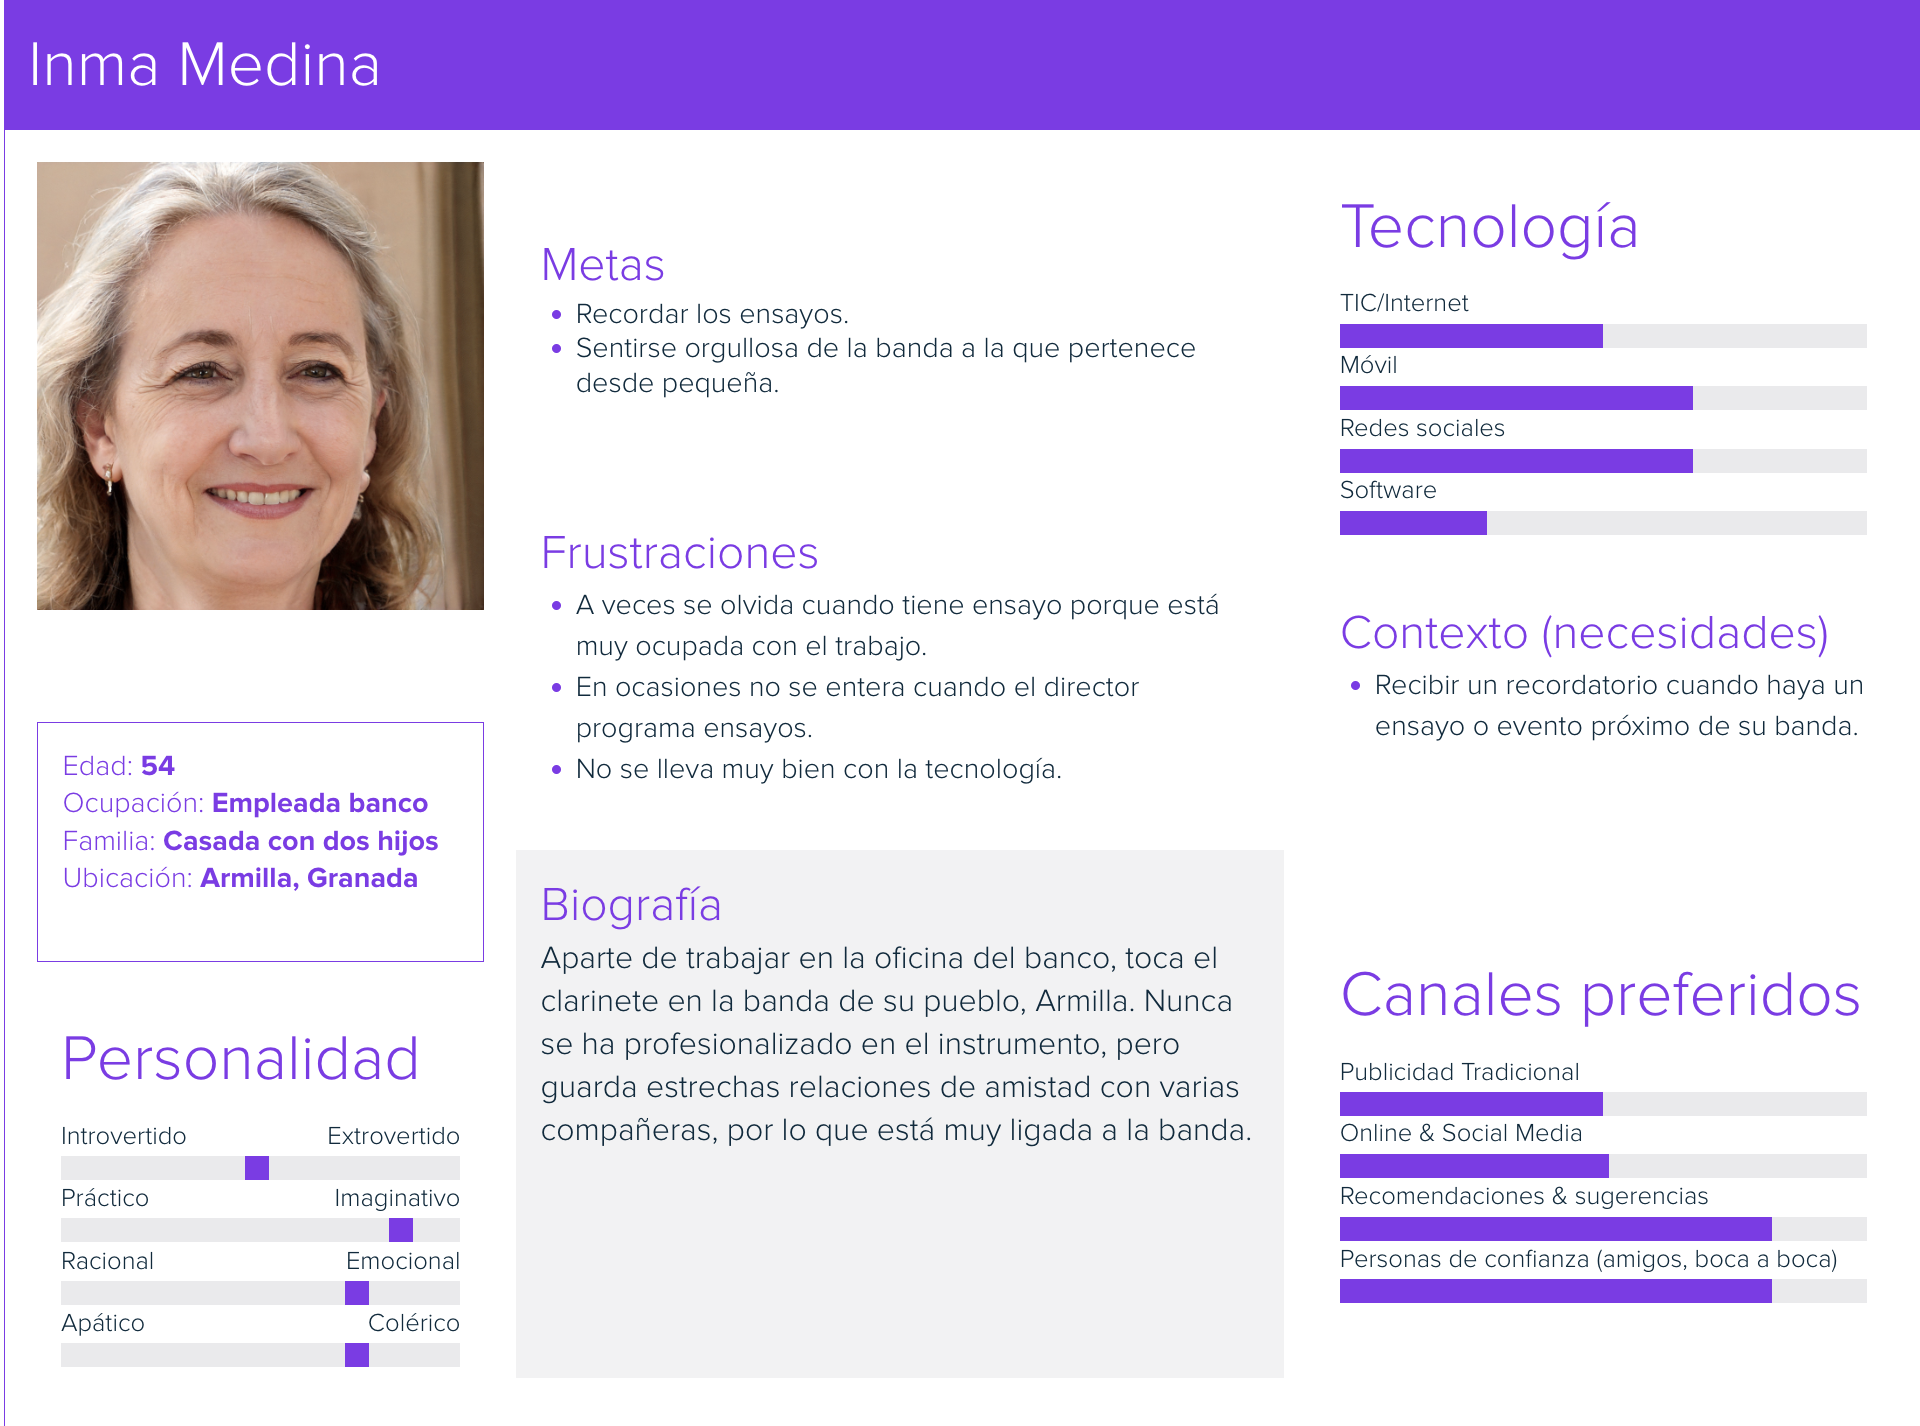 Inma Medina
Edad: 54
Ocupación: Empleada banco
Familia: Casada con dos hijos
Ubicación: Armilla, Granada
Personalidad
Introvertido Extrovertido
Práctico Imaginativo
Racional Emocional
Apático Colérico
Metas
Recordar los ensayos.
Sentirse orgullosa de la banda a la que pertenece
desde pequeña.
Frustraciones
A veces se olvida cuando tiene ensayo porque está
muy ocupada con el trabajo.
En ocasiones no se entera cuando el director
programa ensayos.
No se lleva muy bien con la tecnología.
Biografía
Aparte de trabajar en la oficina del banco, toca el
clarinete en la banda de su pueblo, Armilla. Nunca
se ha profesionalizado en el instrumento, pero
guarda estrechas relaciones de amistad con varias
compañeras, por lo que está muy ligada a la banda.
Tecnología
TIC/Internet
Móvil
Redes sociales
Software
Contexto (necesidades)
Recibir un recordatorio cuando haya un
ensayo o evento próximo de su banda.
Canales preferidos
Publicidad Tradicional
Online & Social Media
Recomendaciones & sugerencias
Personas de confianza (amigos, boca a boca)